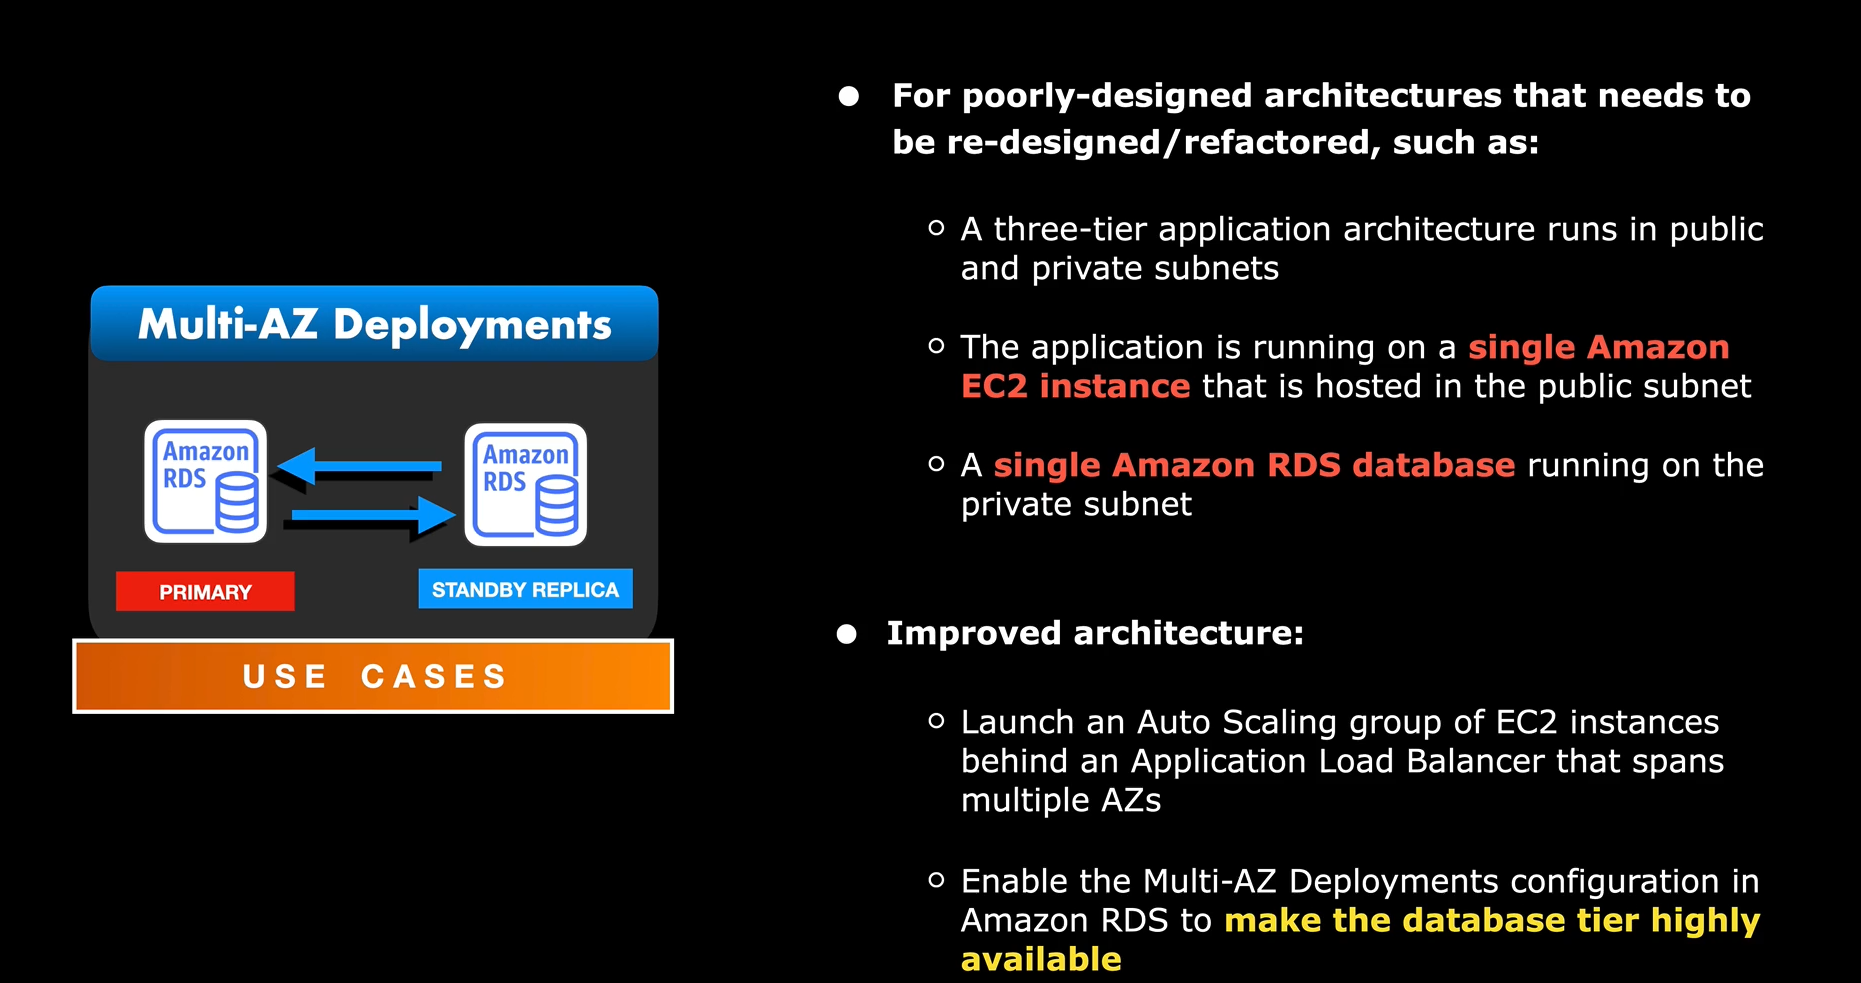 Multi-AZ Deployments
Amazon
RDS
Amazon
RDS
PRIMARY
STANDBY REPLICA
USE CASES
● For poorly-designed architectures that needs to
be re-designed/refactored, such as:
○ A three-tier application architecture runs in public
and private subnets
○ The application is running on a single Amazon
EC2 instance that is hosted in the public subnet
○ A single Amazon RDS database running on the
private subnet
● Improved architecture:
○ Launch an Auto Scaling group of EC2 instances
behind an Application Load Balancer that spans
multiple AZs
○ Enable the Multi-AZ Deployments configuration in
Amazon RDS to make the database tier highly
available